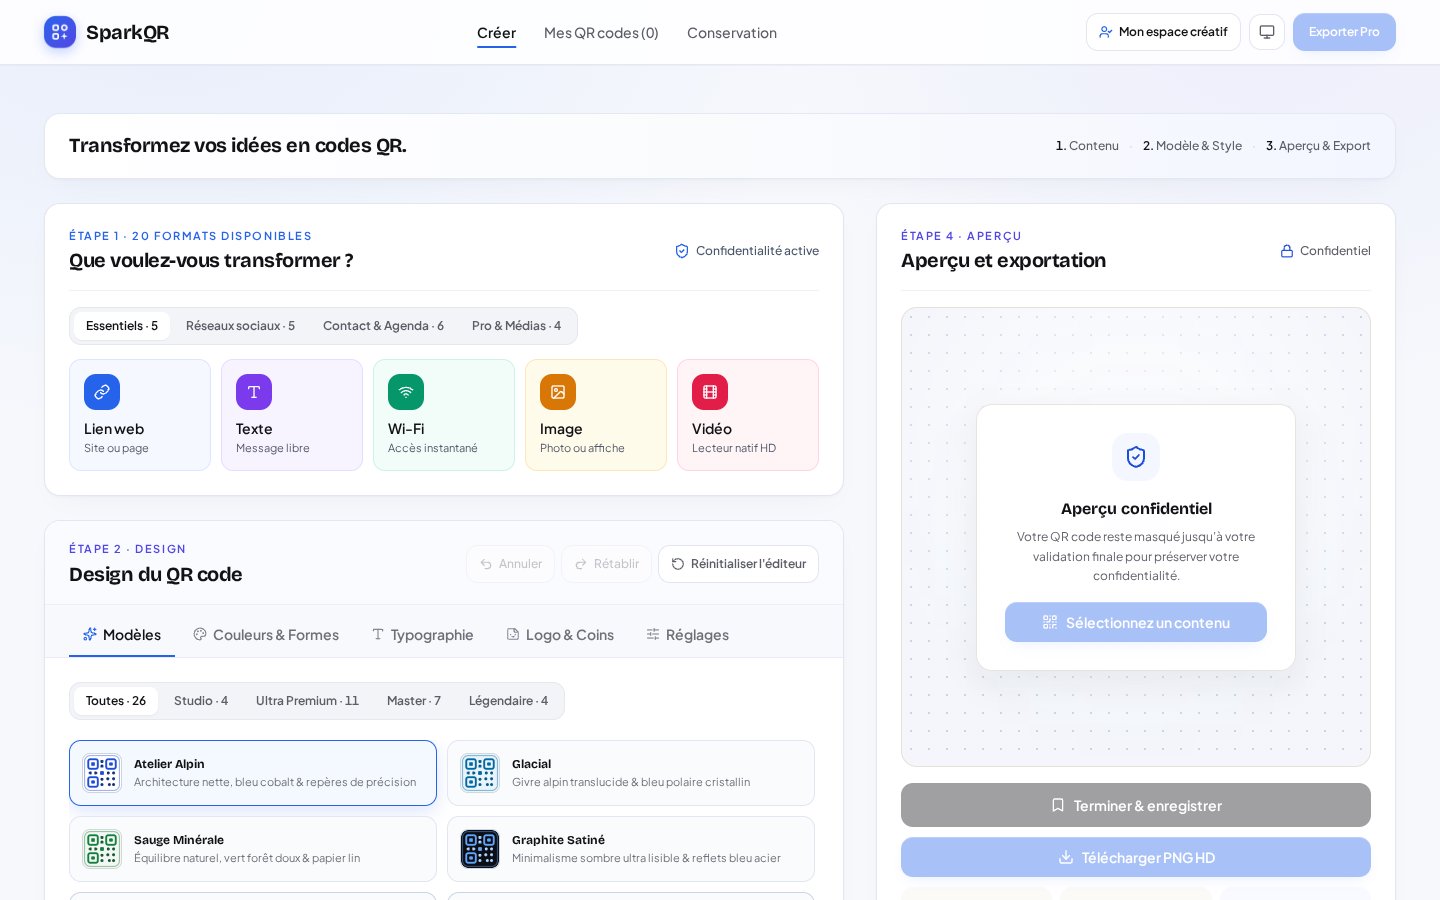 SparkQR
Créer
Mes QR codes (0)
Conservation
Mon espace créatif
Exporter Pro
Transformez vos idées en codes QR.
1. Contenu · 2. Modèle & Style · 3. Aperçu & Export
ÉTAPE 1 · 20 FORMATS DISPONIBLES
Que voulez-vous transformer ?
Confidentialité active
Essentiels · 5
Réseaux sociaux · 5
Contact & Agenda · 6
Pro & Médias · 4
Lien web
Site ou page
Texte
Message libre
Wi-Fi
Accès instantané
Image
Photo ou affiche
Vidéo
Lecteur natif HD
ÉTAPE 2 · DESIGN
Design du QR code
Annuler
Rétablir
Réinitialiser l'éditeur
Modèles
Couleurs & Formes
Typographie
Logo & Coins
Réglages
Toutes · 26
Studio · 4
Ultra Premium · 11
Master · 7
Légendaire · 4
Atelier Alpin
Architecture nette, bleu cobalt & repères de précision
Glacial
Givre alpin translucide & bleu polaire cristallin
Sauge Minérale
Équilibre naturel, vert forêt doux & papier lin
Graphite Satiné
Minimalisme sombre ultra lisible & reflets bleu acier
ÉTAPE 4 · APERÇU
Aperçu et exportation
Confidentiel
Aperçu confidentiel
Votre QR code reste masqué jusqu'à votre
validation finale pour préserver votre
confidentialité.
Sélectionnez un contenu
Terminer & enregistrer
Télécharger PNG HD